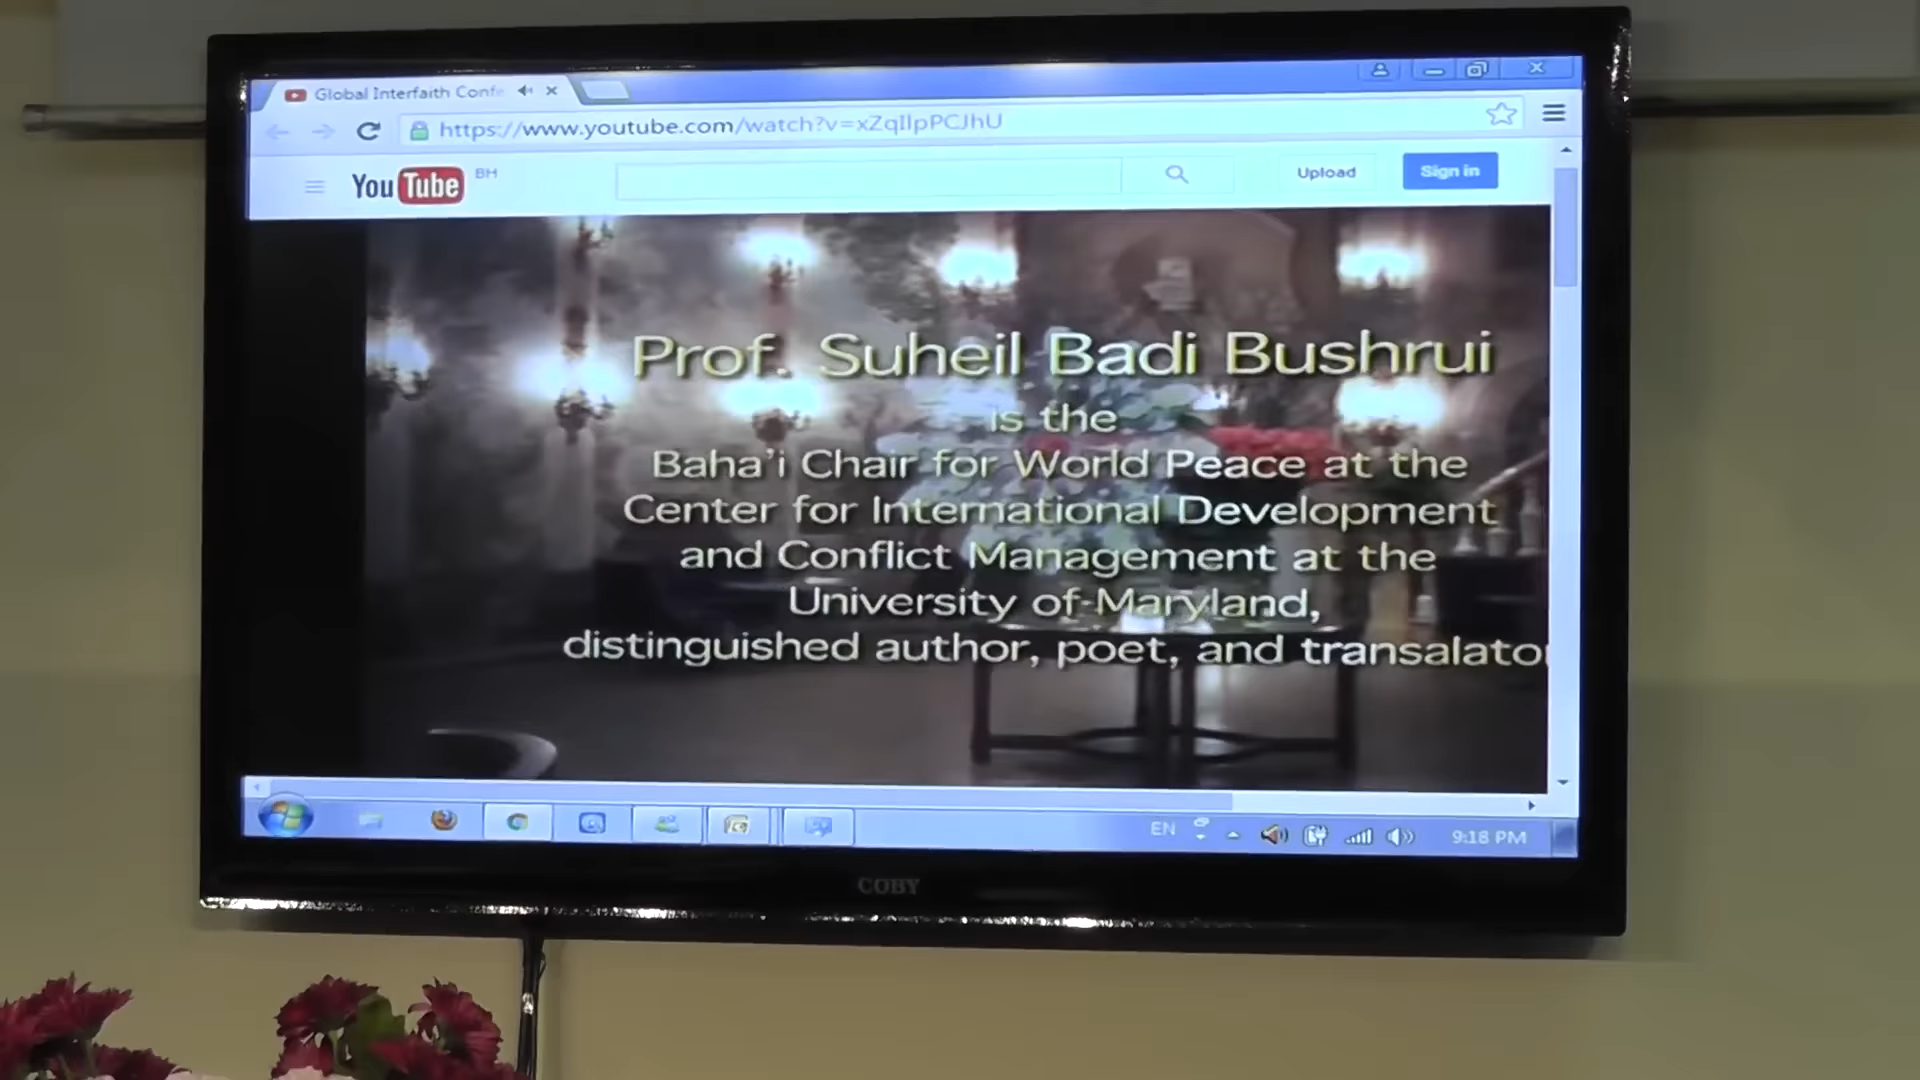 Global Interfaith Confe
https://www.youtube.com/watch?v=xZqIlpPCJhU
YouTube BH
Upload
Sign in
Prof. Suheil Badi Bushrui
is the
Baha'i Chair for World Peace at the
Center for International Development
and Conflict Management at the
University of Maryland,
distinguished author, poet, and transalato
EN
9:18 PM
COBY